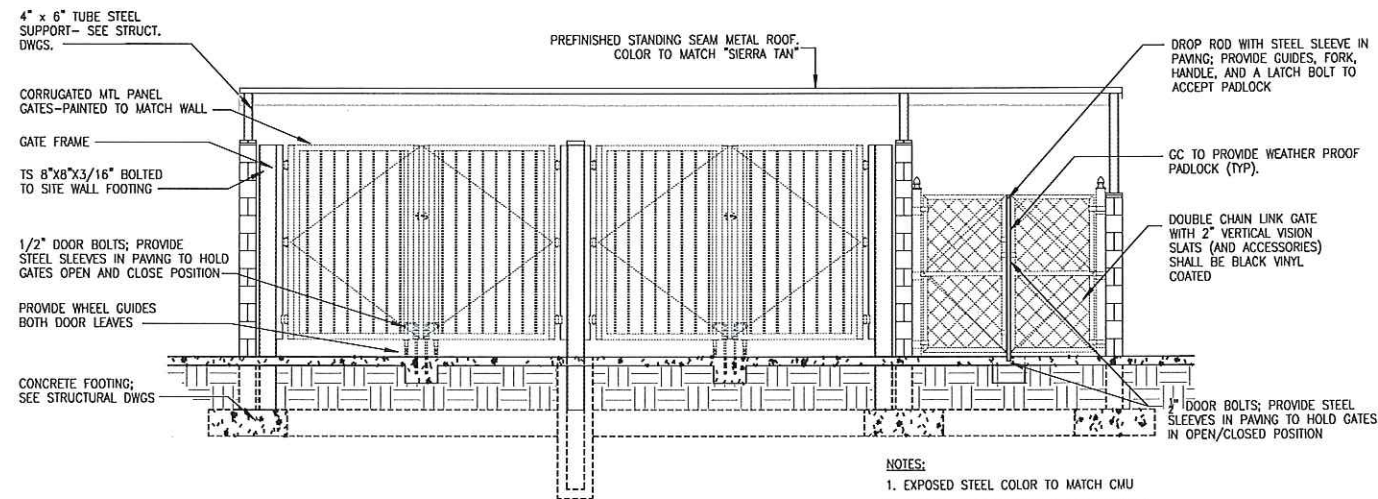 4" x 6" TUBE STEEL
SUPPORT- SEE STRUCT.
DWGS.
CORRUGATED MTL PANEL
GATES-PAINTED TO MATCH WALL
GATE FRAME
TS 8"X8"X3/16" BOLTED
TO SITE WALL FOOTING
1/2" DOOR BOLTS; PROVIDE
STEEL SLEEVES IN PAVING TO HOLD
GATES OPEN AND CLOSE POSITION
PROVIDE WHEEL GUIDES
BOTH DOOR LEAVES
CONCRETE FOOTING;
SEE STRUCTURAL DWGS
PREFINISHED STANDING SEAM METAL ROOF.
COLOR TO MATCH "SIERRA TAN"
DROP ROD WITH STEEL SLEEVE IN
PAVING; PROVIDE GUIDES, FORK,
HANDLE, AND A LATCH BOLT TO
ACCEPT PADLOCK
GC TO PROVIDE WEATHER PROOF
PADLOCK (TYP).
DOUBLE CHAIN LINK GATE
WITH 2" VERTICAL VISION
SLATS (AND ACCESSORIES)
SHALL BE BLACK VINYL
COATED
1/2" DOOR BOLTS; PROVIDE STEEL
SLEEVES IN PAVING TO HOLD GATES
IN OPEN/CLOSED POSITION
NOTES:
1. EXPOSED STEEL COLOR TO MATCH CMU